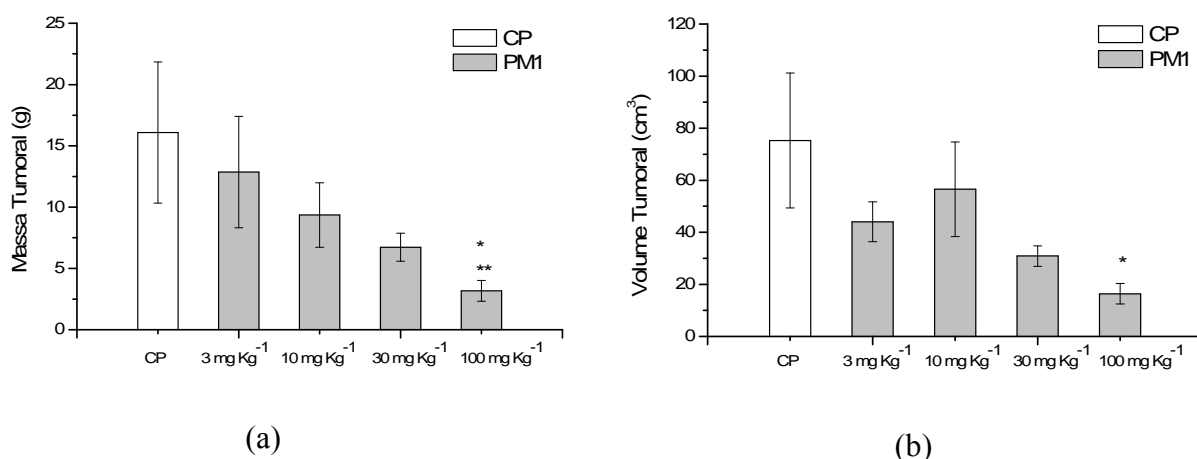 25
20
15
10
5
0
Massa Tumoral (g)
CP
PM1
*
**
CP
3 mg Kg⁻¹
10 mg Kg⁻¹
30 mg Kg⁻¹
100 mg Kg⁻¹
(a)
120
100
80
60
40
20
0
Volume Tumoral (cm³)
CP
PM1
*
CP
3 mg Kg⁻¹
10 mg Kg⁻¹
30 mg Kg⁻¹
100 mg Kg⁻¹
(b)